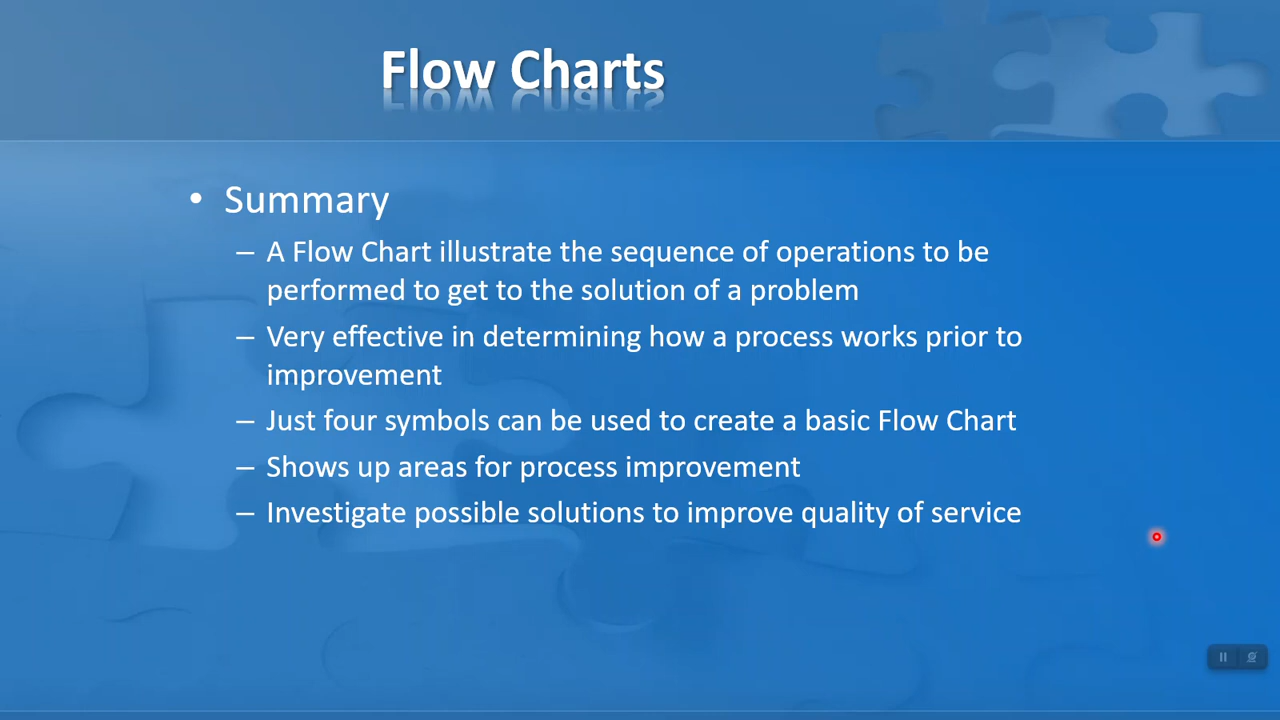 Flow Charts
• Summary
– A Flow Chart illustrate the sequence of operations to be
performed to get to the solution of a problem
– Very effective in determining how a process works prior to
improvement
– Just four symbols can be used to create a basic Flow Chart
– Shows up areas for process improvement
– Investigate possible solutions to improve quality of service